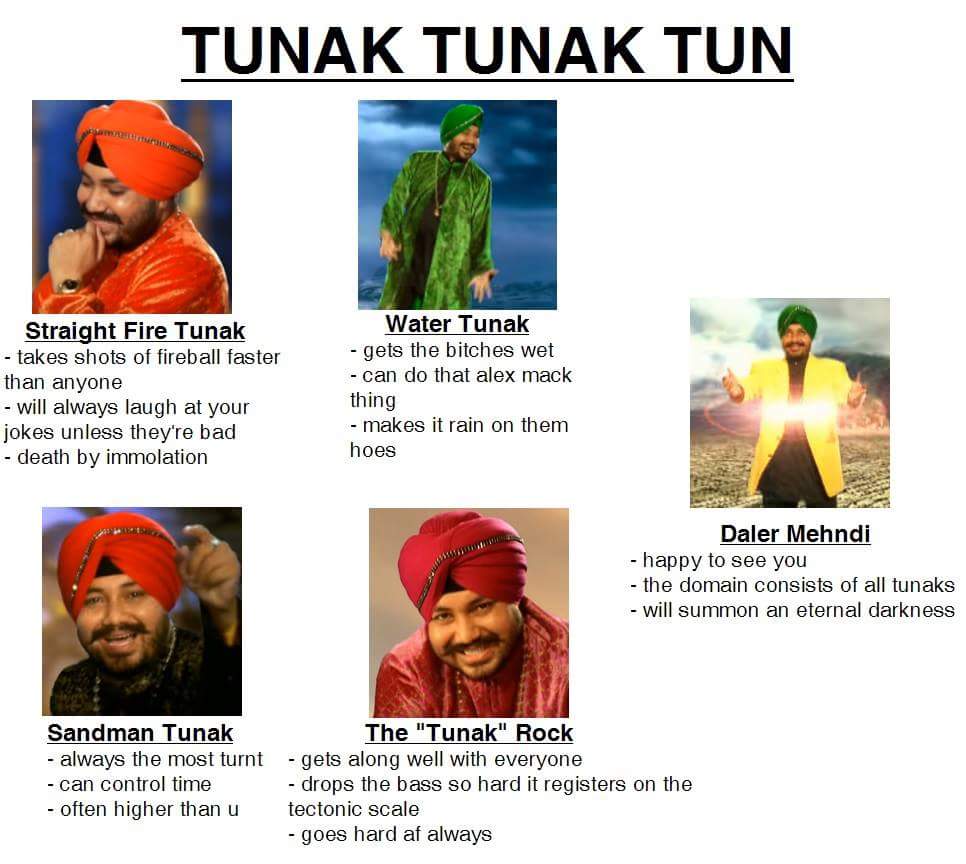 TUNAK TUNAK TUN
Straight Fire Tunak
- takes shots of fireball faster
than anyone
- will always laugh at your
jokes unless they're bad
- death by immolation
Water Tunak
- gets the bitches wet
- can do that alex mack
thing
- makes it rain on them
hoes
Daler Mehndi
- happy to see you
- the domain consists of all tunaks
- will summon an eternal darkness
Sandman Tunak
- always the most turnt
- can control time
- often higher than u
The "Tunak" Rock
- gets along well with everyone
- drops the bass so hard it registers on the
tectonic scale
- goes hard af always